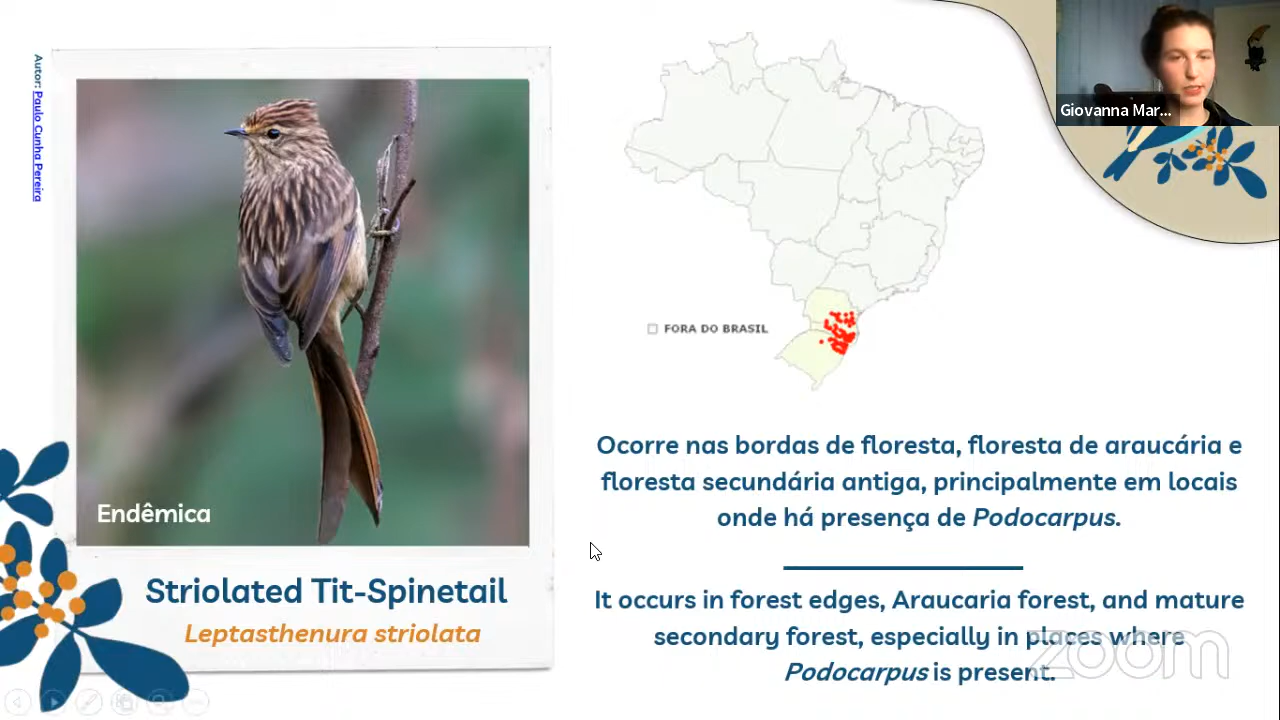 Autor: Paulo Cunha Pereira
Giovanna Mar...
FORA DO BRASIL
Endêmica
Striolated Tit-Spinetail
Leptasthenura striolata
Ocorre nas bordas de floresta, floresta de araucária e
floresta secundária antiga, principalmente em locais
onde há presença de Podocarpus.
It occurs in forest edges, Araucaria forest, and mature
secondary forest, especially in places where
Podocarpus is present.
zoom